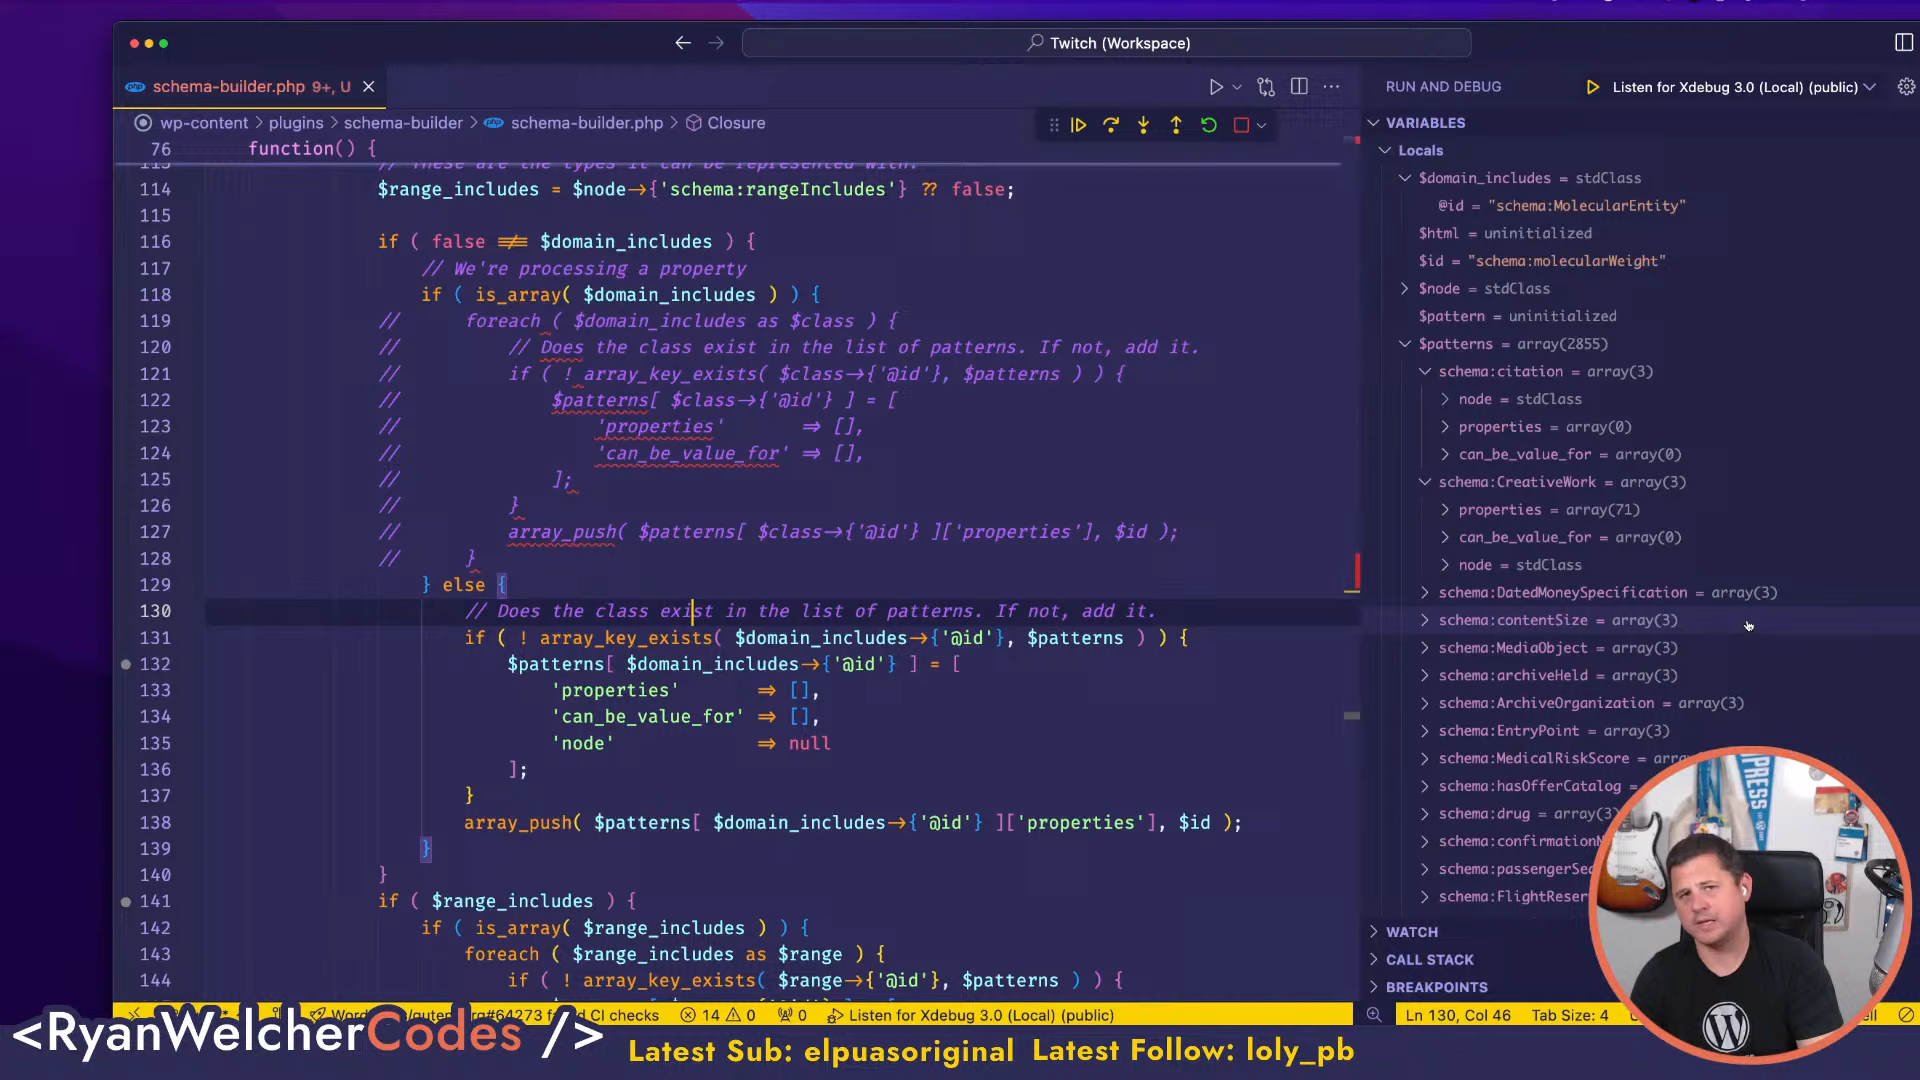 Twitch (Workspace)
schema-builder.php 9+, U
wp-content > plugins > schema-builder > schema-builder.php > Closure
76 function() {
// These are the types it can be represented with.
114 $range_includes = $node->{'schema:rangeIncludes'} ?? false;
115
116 if ( false !== $domain_includes ) {
117 // We're processing a property
118 if ( is_array( $domain_includes ) ) {
119 // foreach ( $domain_includes as $class ) {
120 // // Does the class exist in the list of patterns. If not, add it.
121 // if ( ! array_key_exists( $class->{'@id'}, $patterns ) ) {
122 // $patterns[ $class->{'@id'} ] = [
123 // 'properties' => [],
124 // 'can_be_value_for' => [],
125 // ];
126 // }
127 // array_push( $patterns[ $class->{'@id'} ]['properties'], $id );
128 // }
129 } else {
130 // Does the class exist in the list of patterns. If not, add it.
131 if ( ! array_key_exists( $domain_includes->{'@id'}, $patterns ) ) {
132 $patterns[ $domain_includes->{'@id'} ] = [
133 'properties' => [],
134 'can_be_value_for' => [],
135 'node' => null
136 ];
137 }
138 array_push( $patterns[ $domain_includes->{'@id'} ]['properties'], $id );
139 }
140 }
141 if ( $range_includes ) {
142 if ( is_array( $range_includes ) ) {
143 foreach ( $range_includes as $range ) {
144 if ( ! array_key_exists( $range->{'@id'}, $patterns ) ) {
RUN AND DEBUG
Listen for Xdebug 3.0 (Local) (public)
VARIABLES
Locals
$domain_includes = stdClass
@id = "schema:MolecularEntity"
$html = uninitialized
$id = "schema:molecularWeight"
$node = stdClass
$pattern = uninitialized
$patterns = array(2855)
schema:citation = array(3)
node = stdClass
properties = array(0)
can_be_value_for = array(0)
schema:CreativeWork = array(3)
properties = array(71)
can_be_value_for = array(0)
node = stdClass
schema:DatedMoneySpecification = array(3)
schema:contentSize = array(3)
schema:MediaObject = array(3)
schema:archiveHeld = array(3)
schema:ArchiveOrganization = array(3)
schema:EntryPoint = array(3)
schema:MedicalRiskScore =
schema:hasOfferCatalog =
schema:drug = array(3)
WATCH
CALL STACK
BREAKPOINTS
CI checks 14 0 0 Listen for Xdebug 3.0 (Local) (public)
Ln 130, Col 46 Tab Size: 4
<RyanWelcherCodes />
Latest Sub: elpuasoriginal Latest Follow: loly_pb